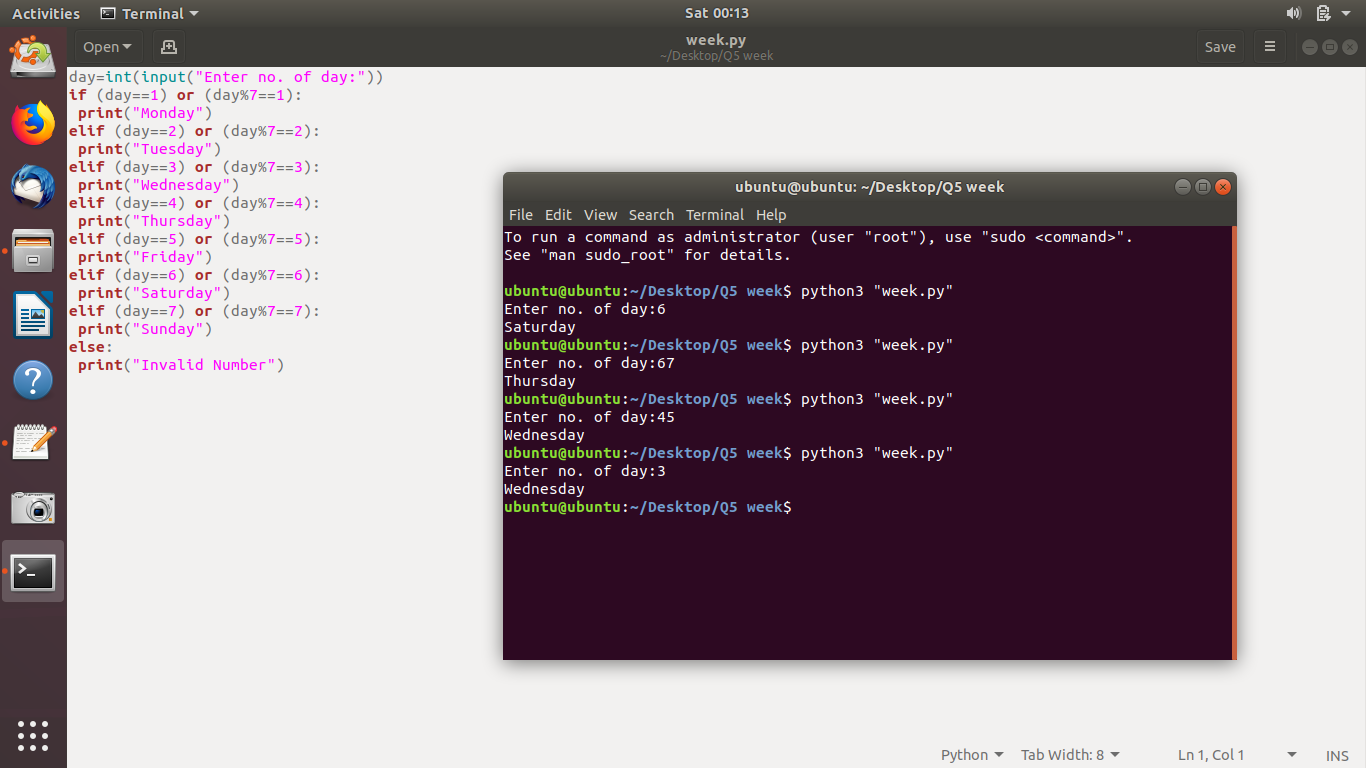 Activities Terminal Sat 00:13
Open week.py Save
~/Desktop/Q5 week
day=int(input("Enter no. of day:"))
if (day==1) or (day%7==1):
 print("Monday")
elif (day==2) or (day%7==2):
 print("Tuesday")
elif (day==3) or (day%7==3):
 print("Wednesday")
elif (day==4) or (day%7==4):
 print("Thursday")
elif (day==5) or (day%7==5):
 print("Friday")
elif (day==6) or (day%7==6):
 print("Saturday")
elif (day==7) or (day%7==7):
 print("Sunday")
else:
 print("Invalid Number")
ubuntu@ubuntu: ~/Desktop/Q5 week
File Edit View Search Terminal Help
To run a command as administrator (user "root"), use "sudo <command>".
See "man sudo_root" for details.
ubuntu@ubuntu:~/Desktop/Q5 week$ python3 "week.py"
Enter no. of day:6
Saturday
ubuntu@ubuntu:~/Desktop/Q5 week$ python3 "week.py"
Enter no. of day:67
Thursday
ubuntu@ubuntu:~/Desktop/Q5 week$ python3 "week.py"
Enter no. of day:45
Wednesday
ubuntu@ubuntu:~/Desktop/Q5 week$ python3 "week.py"
Enter no. of day:3
Wednesday
ubuntu@ubuntu:~/Desktop/Q5 week$
Python Tab Width: 8 Ln 1, Col 1 INS